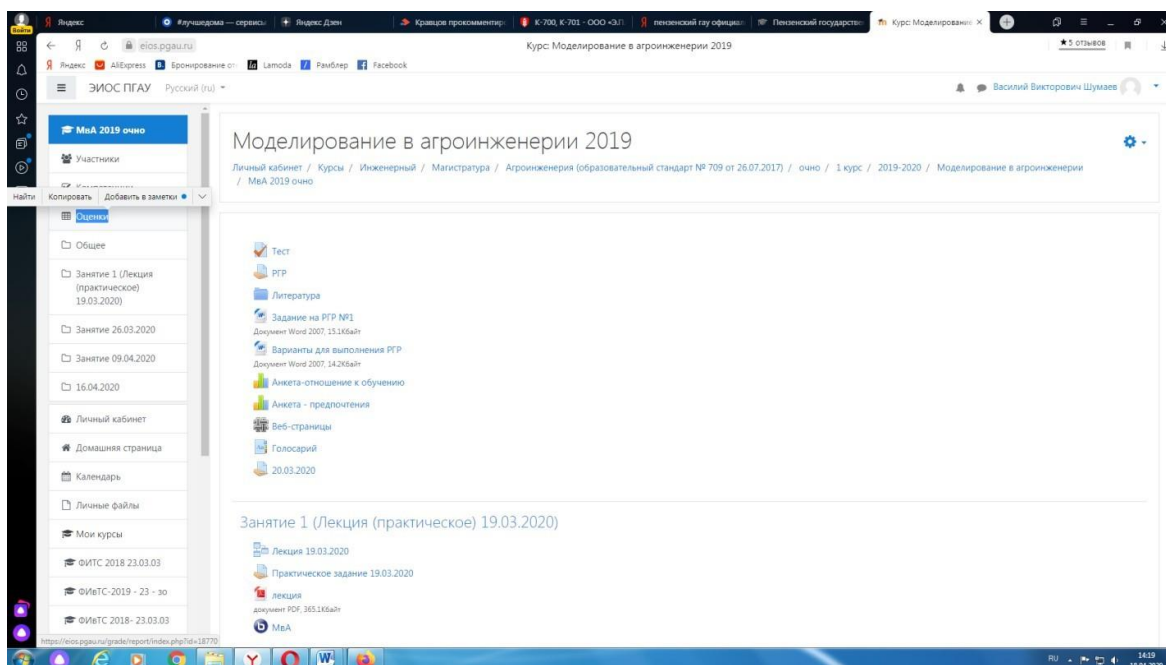 Войти
Яндекс
#лучшедома — сервисы
Яндекс Дзен
Кравцов прокомментиро
К-700, К-701 - ООО «З.П.
пензенский гау официал
Пензенский государстве
Курс: Моделирование
eios.pgau.ru
Курс: Моделирование в агроинженерии 2019
★ 5 отзывов
Яндекс
AliExpress
Бронирование от
Lamoda
Рамблер
Facebook
ЭИОС ПГАУ
Русский (ru)
Василий Викторович Шумаев
МвА 2019 очно
Участники
Найти
Копировать
Добавить в заметки
Оценки
Общее
Занятие 1 (Лекция
(практическое)
19.03.2020)
Занятие 26.03.2020
Занятие 09.04.2020
16.04.2020
Личный кабинет
Домашняя страница
Календарь
Личные файлы
Мои курсы
ФИТС 2018 23.03.03
ФИвТС-2019 - 23 - зо
ФИвТС 2018- 23.03.03
https://eios.pgau.ru/grade/report/index.php?id=18770
Моделирование в агроинженерии 2019
Личный кабинет / Курсы / Инженерный / Магистратура / Агроинженерия (образовательный стандарт № 709 от 26.07.2017) / очно / 1 курс / 2019-2020 / Моделирование в агроинженерии
/ МвА 2019 очно
Тест
РГР
Литература
Задание на РГР №1
Документ Word 2007, 15.1Кбайт
Варианты для выполнения РГР
Документ Word 2007, 14.2Кбайт
Анкета-отношение к обучению
Анкета - предпочтения
Веб-страницы
Голосарий
20.03.2020
Занятие 1 (Лекция (практическое) 19.03.2020)
Лекция 19.03.2020
Практическое задание 19.03.2020
лекция
документ PDF, 365.1Кбайт
МвА
RU
14:19